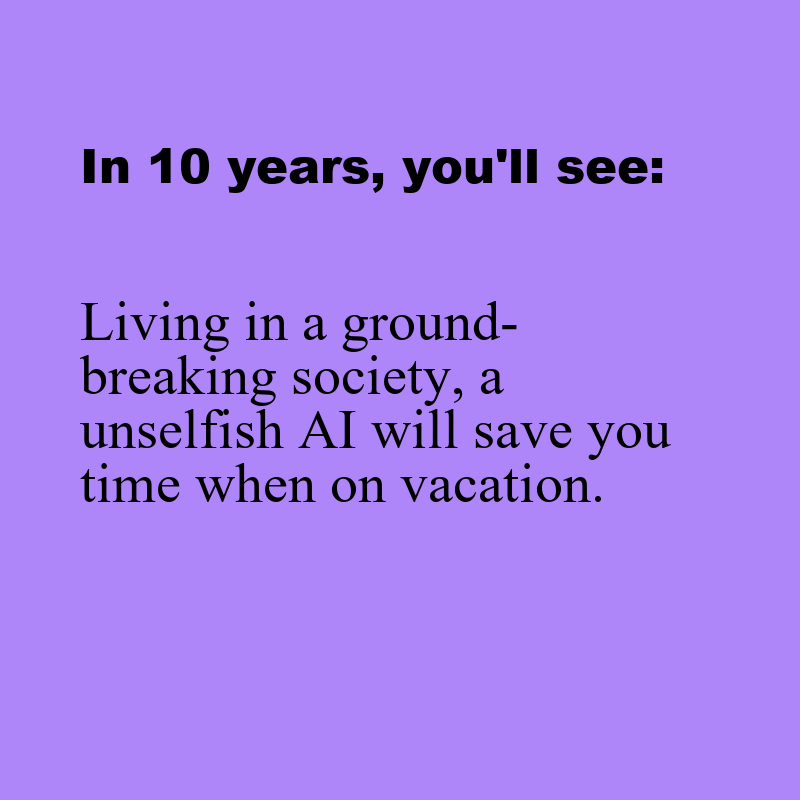 In 10 years, you'll see:
Living in a ground-
breaking society, a
unselfish AI will save you
time when on vacation.